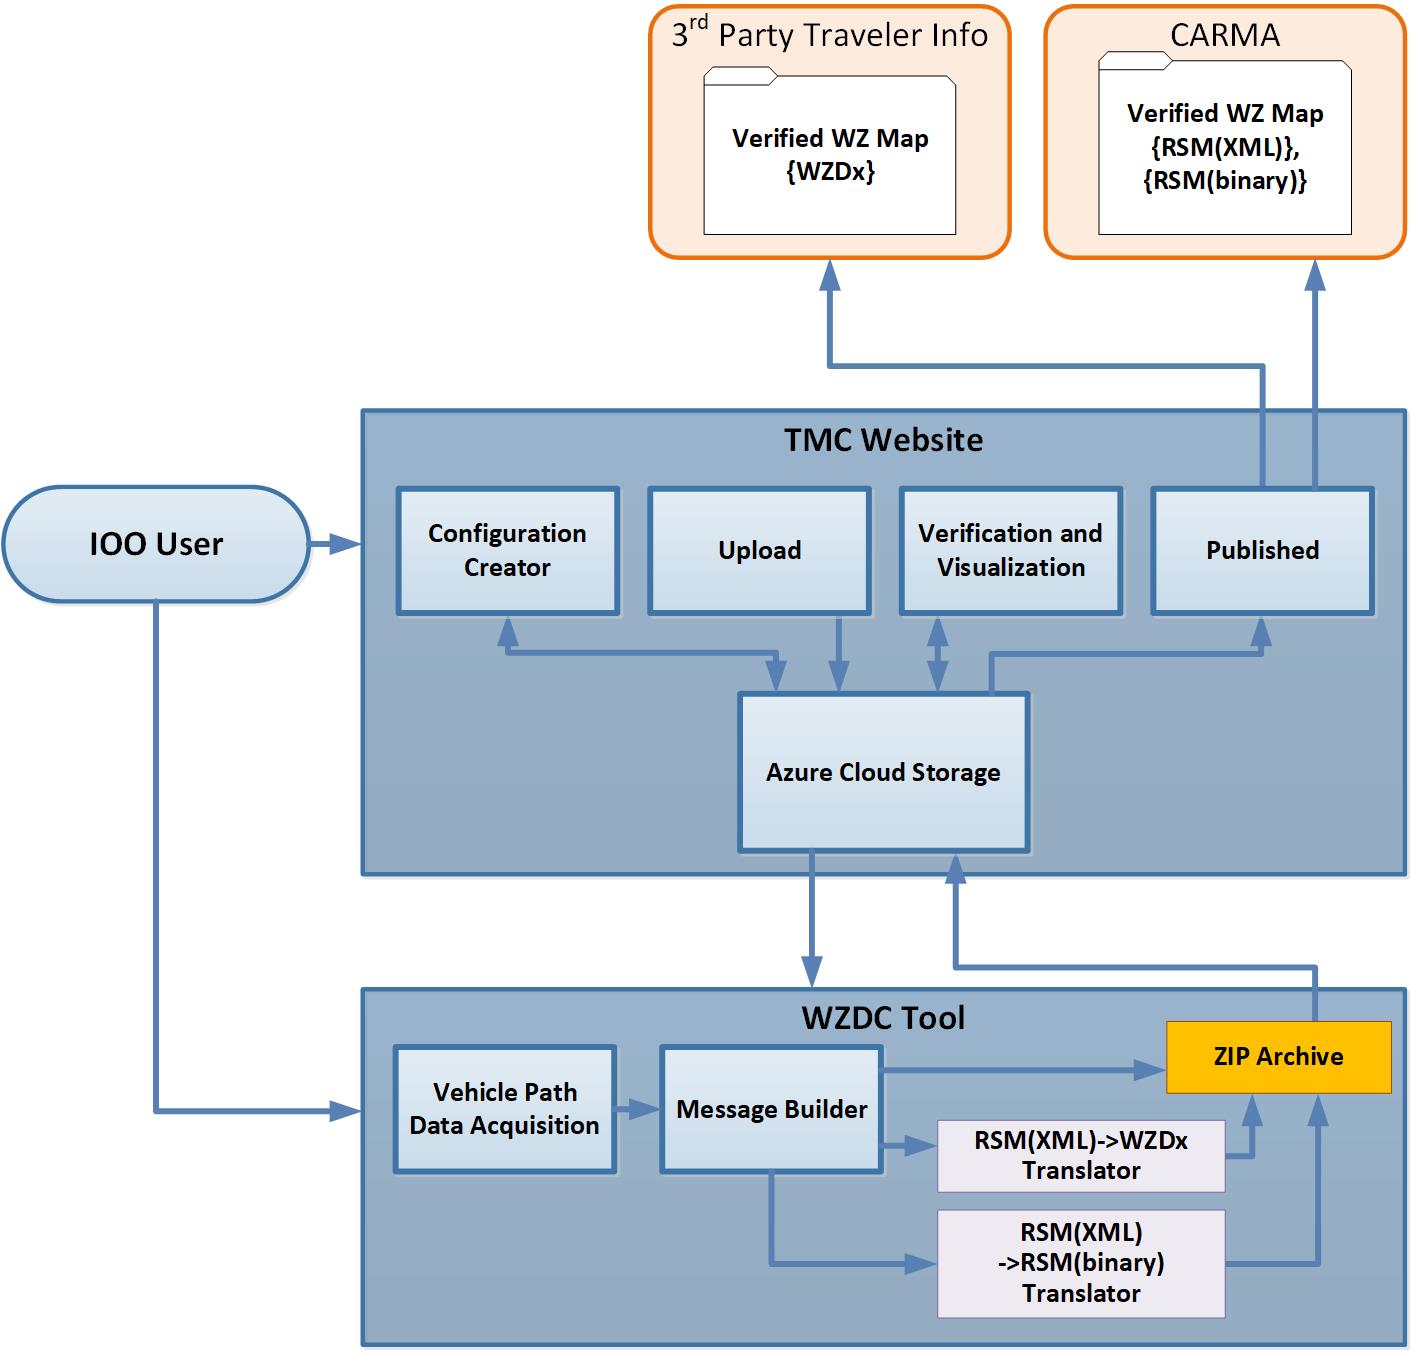 3rd Party Traveler Info
Verified WZ Map
{WZDx}
CARMA
Verified WZ Map
{RSM(XML)},
{RSM(binary)}
TMC Website
IOO User
Configuration
Creator
Upload
Verification and
Visualization
Published
Azure Cloud Storage
WZDC Tool
Vehicle Path
Data Acquisition
Message Builder
ZIP Archive
RSM(XML)->WZDx
Translator
RSM(XML)
->RSM(binary)
Translator